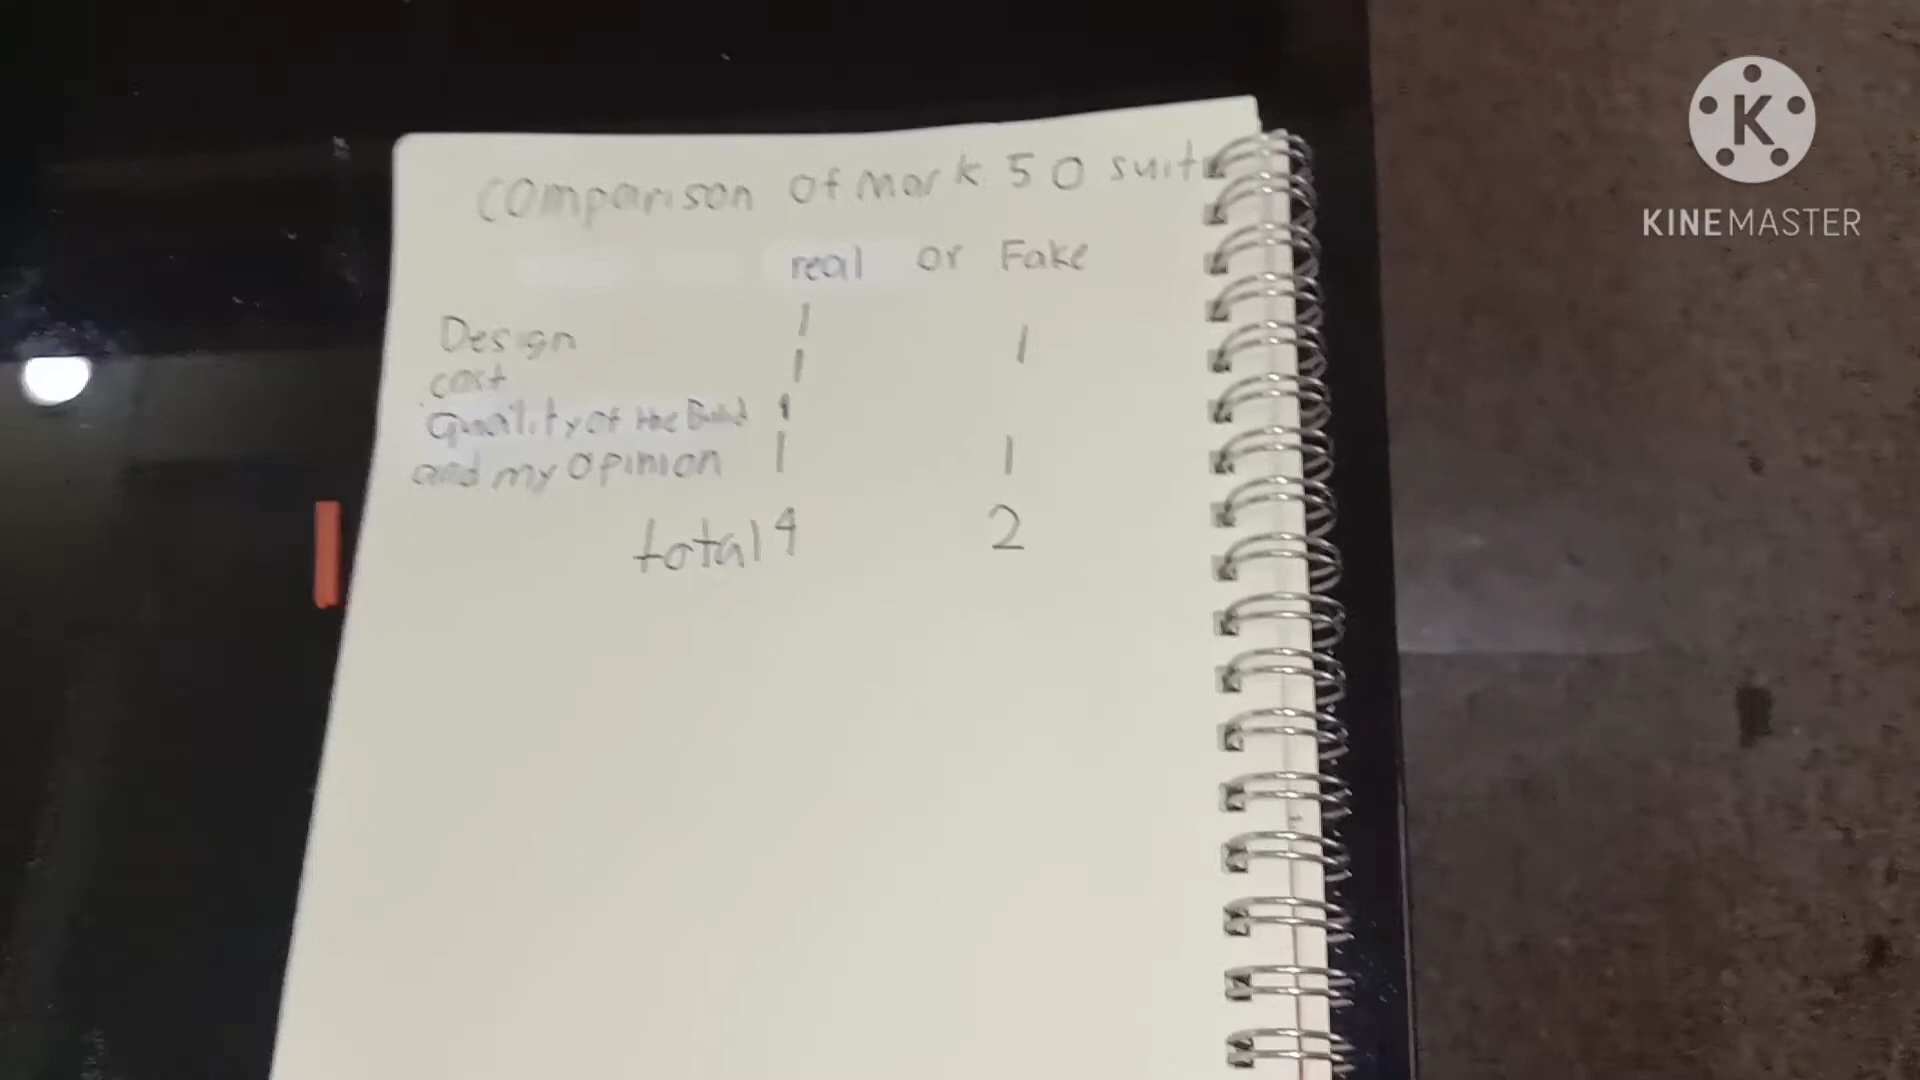 comparison of mark 50 suit
real or Fake
Design 1 1
cost 1
Quality of the Build 1
and my opinion 1 1
total 4 2
K
KINEMASTER